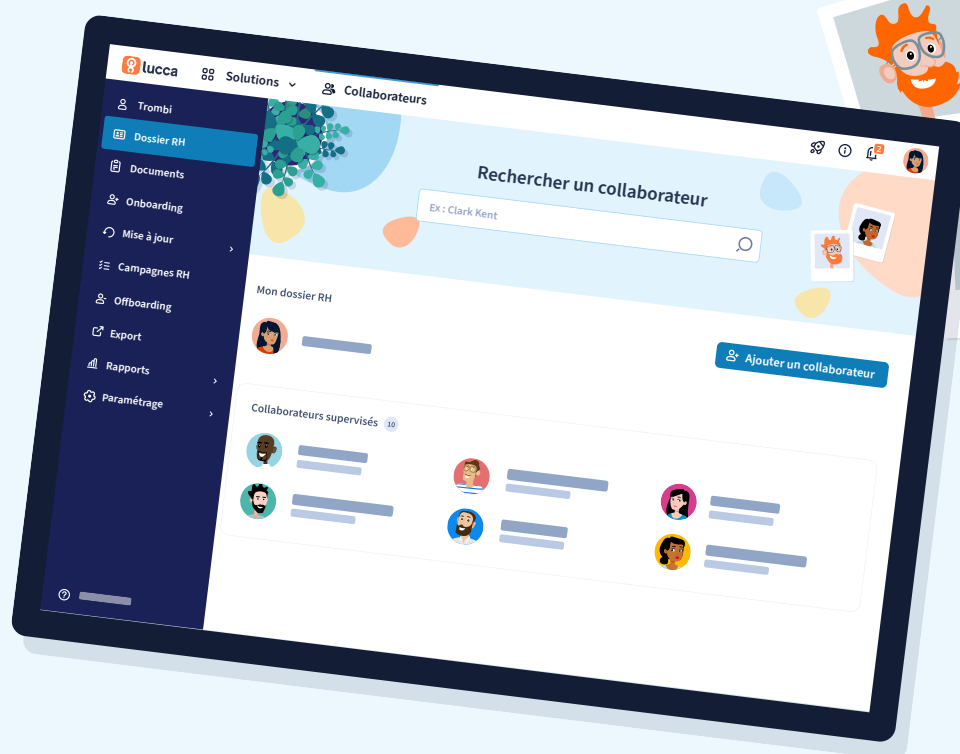 lucca
Solutions
Collaborateurs
2
Trombi
Dossier RH
Documents
Onboarding
Mise à jour
Campagnes RH
Offboarding
Export
Rapports
Paramétrage
Rechercher un collaborateur
Ex : Clark Kent
Mon dossier RH
Ajouter un collaborateur
Collaborateurs supervisés 10